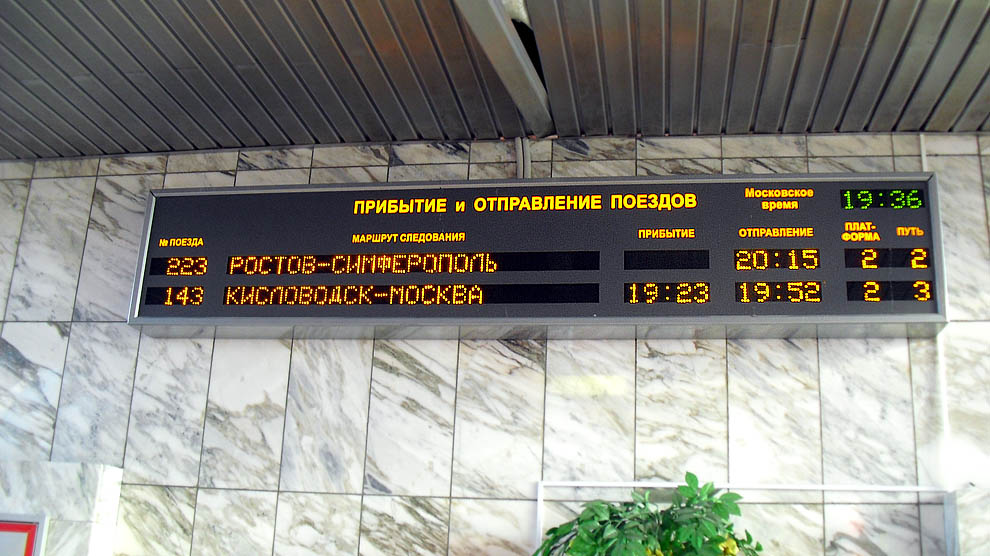 ПРИБЫТИЕ и ОТПРАВЛЕНИЕ ПОЕЗДОВ
Московское время 19:36
№ ПОЕЗДА МАРШРУТ СЛЕДОВАНИЯ ПРИБЫТИЕ ОТПРАВЛЕНИЕ ПЛАТ-ФОРМА ПУТЬ
223 РОСТОВ-СИМФЕРОПОЛЬ 20:15 2 2
143 КИСЛОВОДСК-МОСКВА 19:23 19:52 2 3